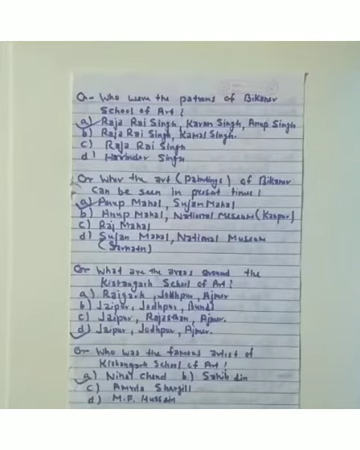 Q- Who were the patrons of Bikaner
School of Art?
a) Raja Rai Singh, Karan Singh, Anup Singh
b) Raja Rai Singh, Kamal Singh.
c) Raja Rai Singh
d) Harinder Singh
Q- Wher the art (paintings) of Bikaner
can be seen in present time?
a) Anup Mahal, Sujan Mahal
b) Anup Mahal, National Museum (Kanpur)
c) Raj Mahal
d) Sujan Mahal, National Museum
(Sarnath)
Q- What are the areas around the
Kishangarh School of Art?
a) Raigarh, Jodhpur, Ajmer
b) Jaipur, Jodhpur, Bundi
c) Jaipur, Rajasthan, Ajmer.
d) Jaipur, Jodhpur, Ajmer.
Q- Who was the famous artist of
Kishangarh School of Art?
a) Nihal Chand b) Sahib din
c) Amrita Shergill
d) M.F. Hussain